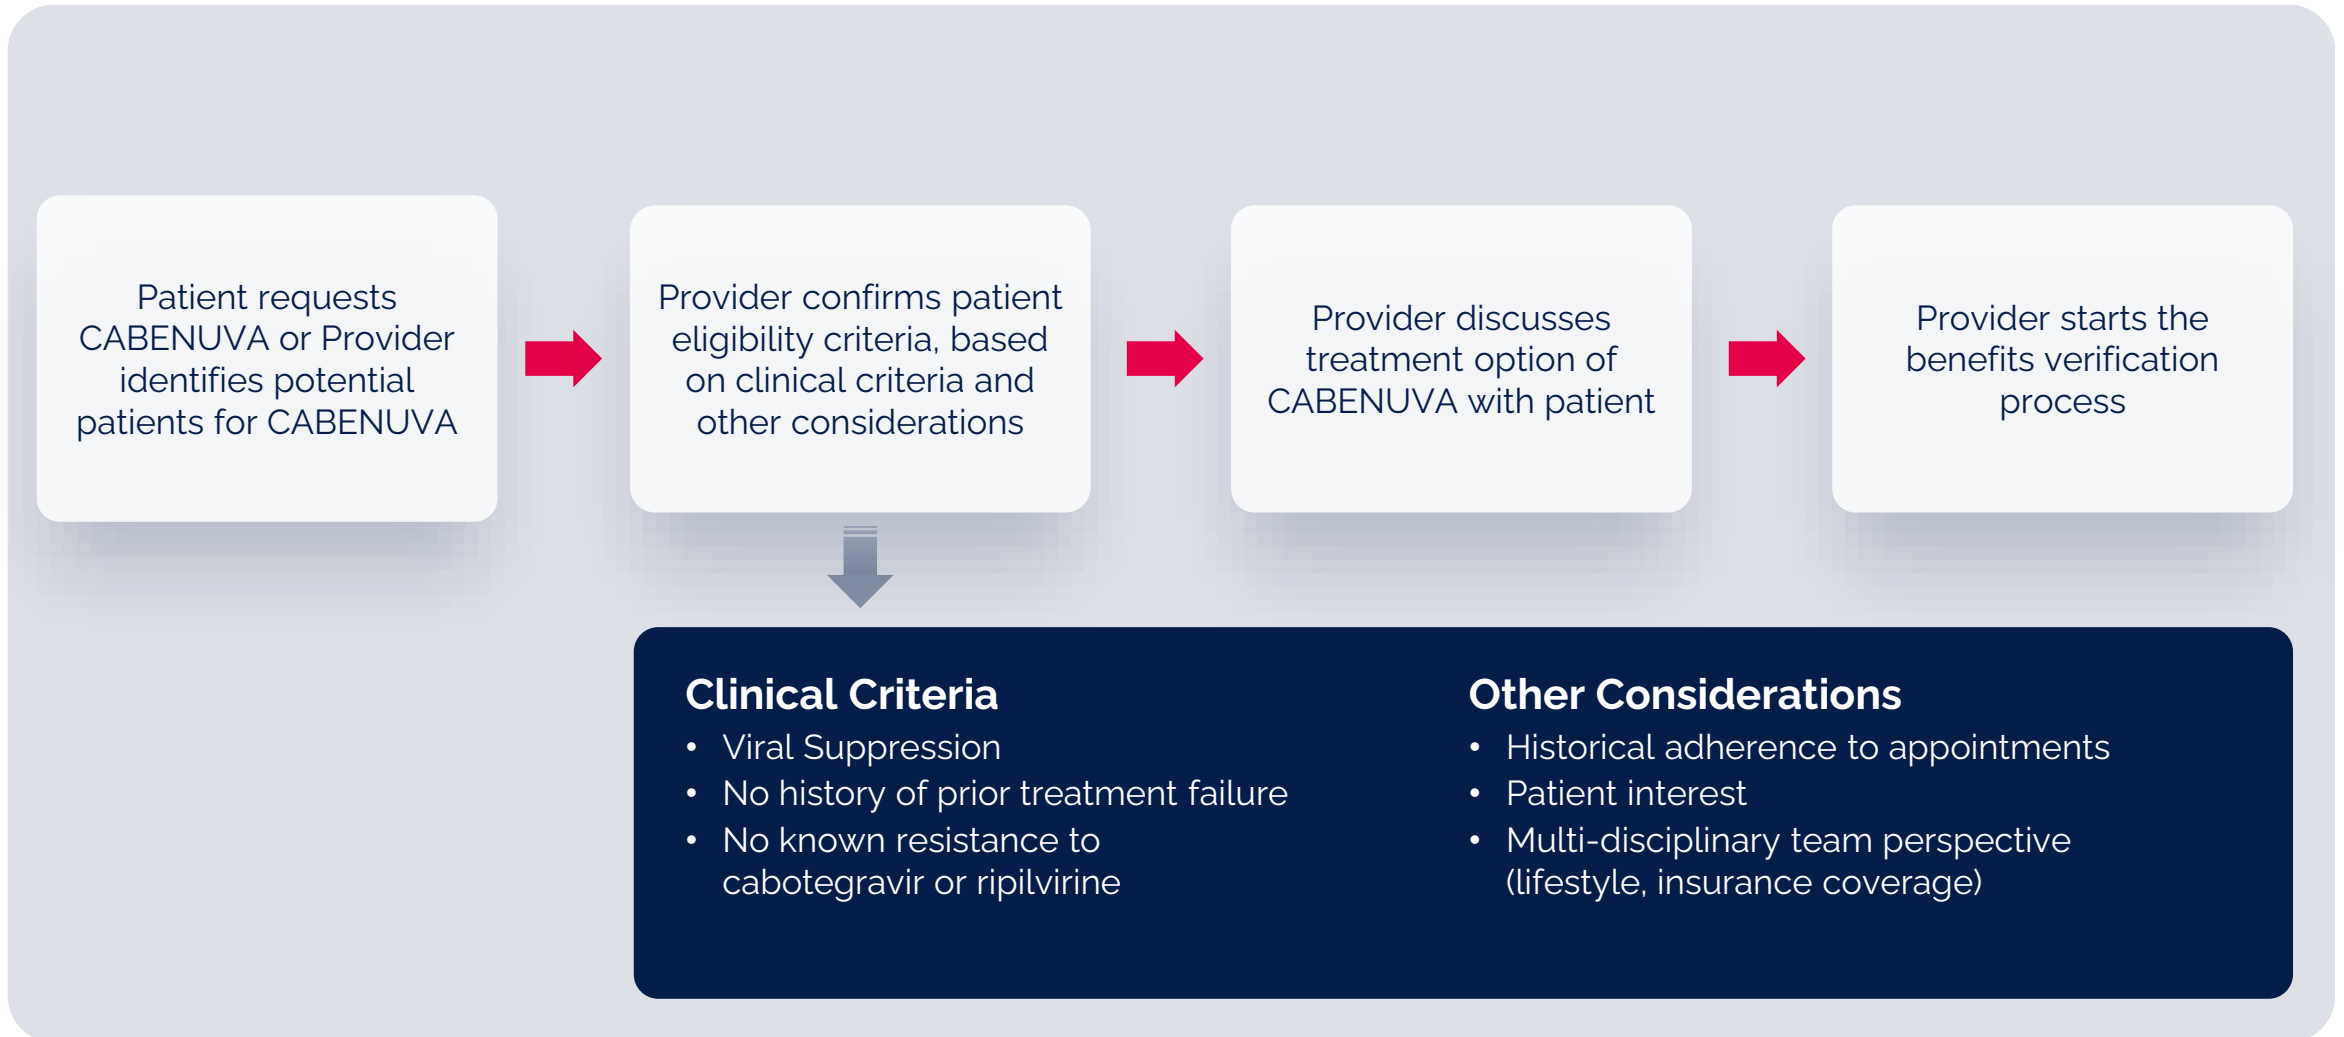 Patient requests
CABENUVA or Provider
identifies potential
patients for CABENUVA
Provider confirms patient
eligibility criteria, based
on clinical criteria and
other considerations
Provider discusses
treatment option of
CABENUVA with patient
Provider starts the
benefits verification
process
Clinical Criteria
• Viral Suppression
• No history of prior treatment failure
• No known resistance to
cabotegravir or ripilvirine
Other Considerations
• Historical adherence to appointments
• Patient interest
• Multi-disciplinary team perspective
(lifestyle, insurance coverage)